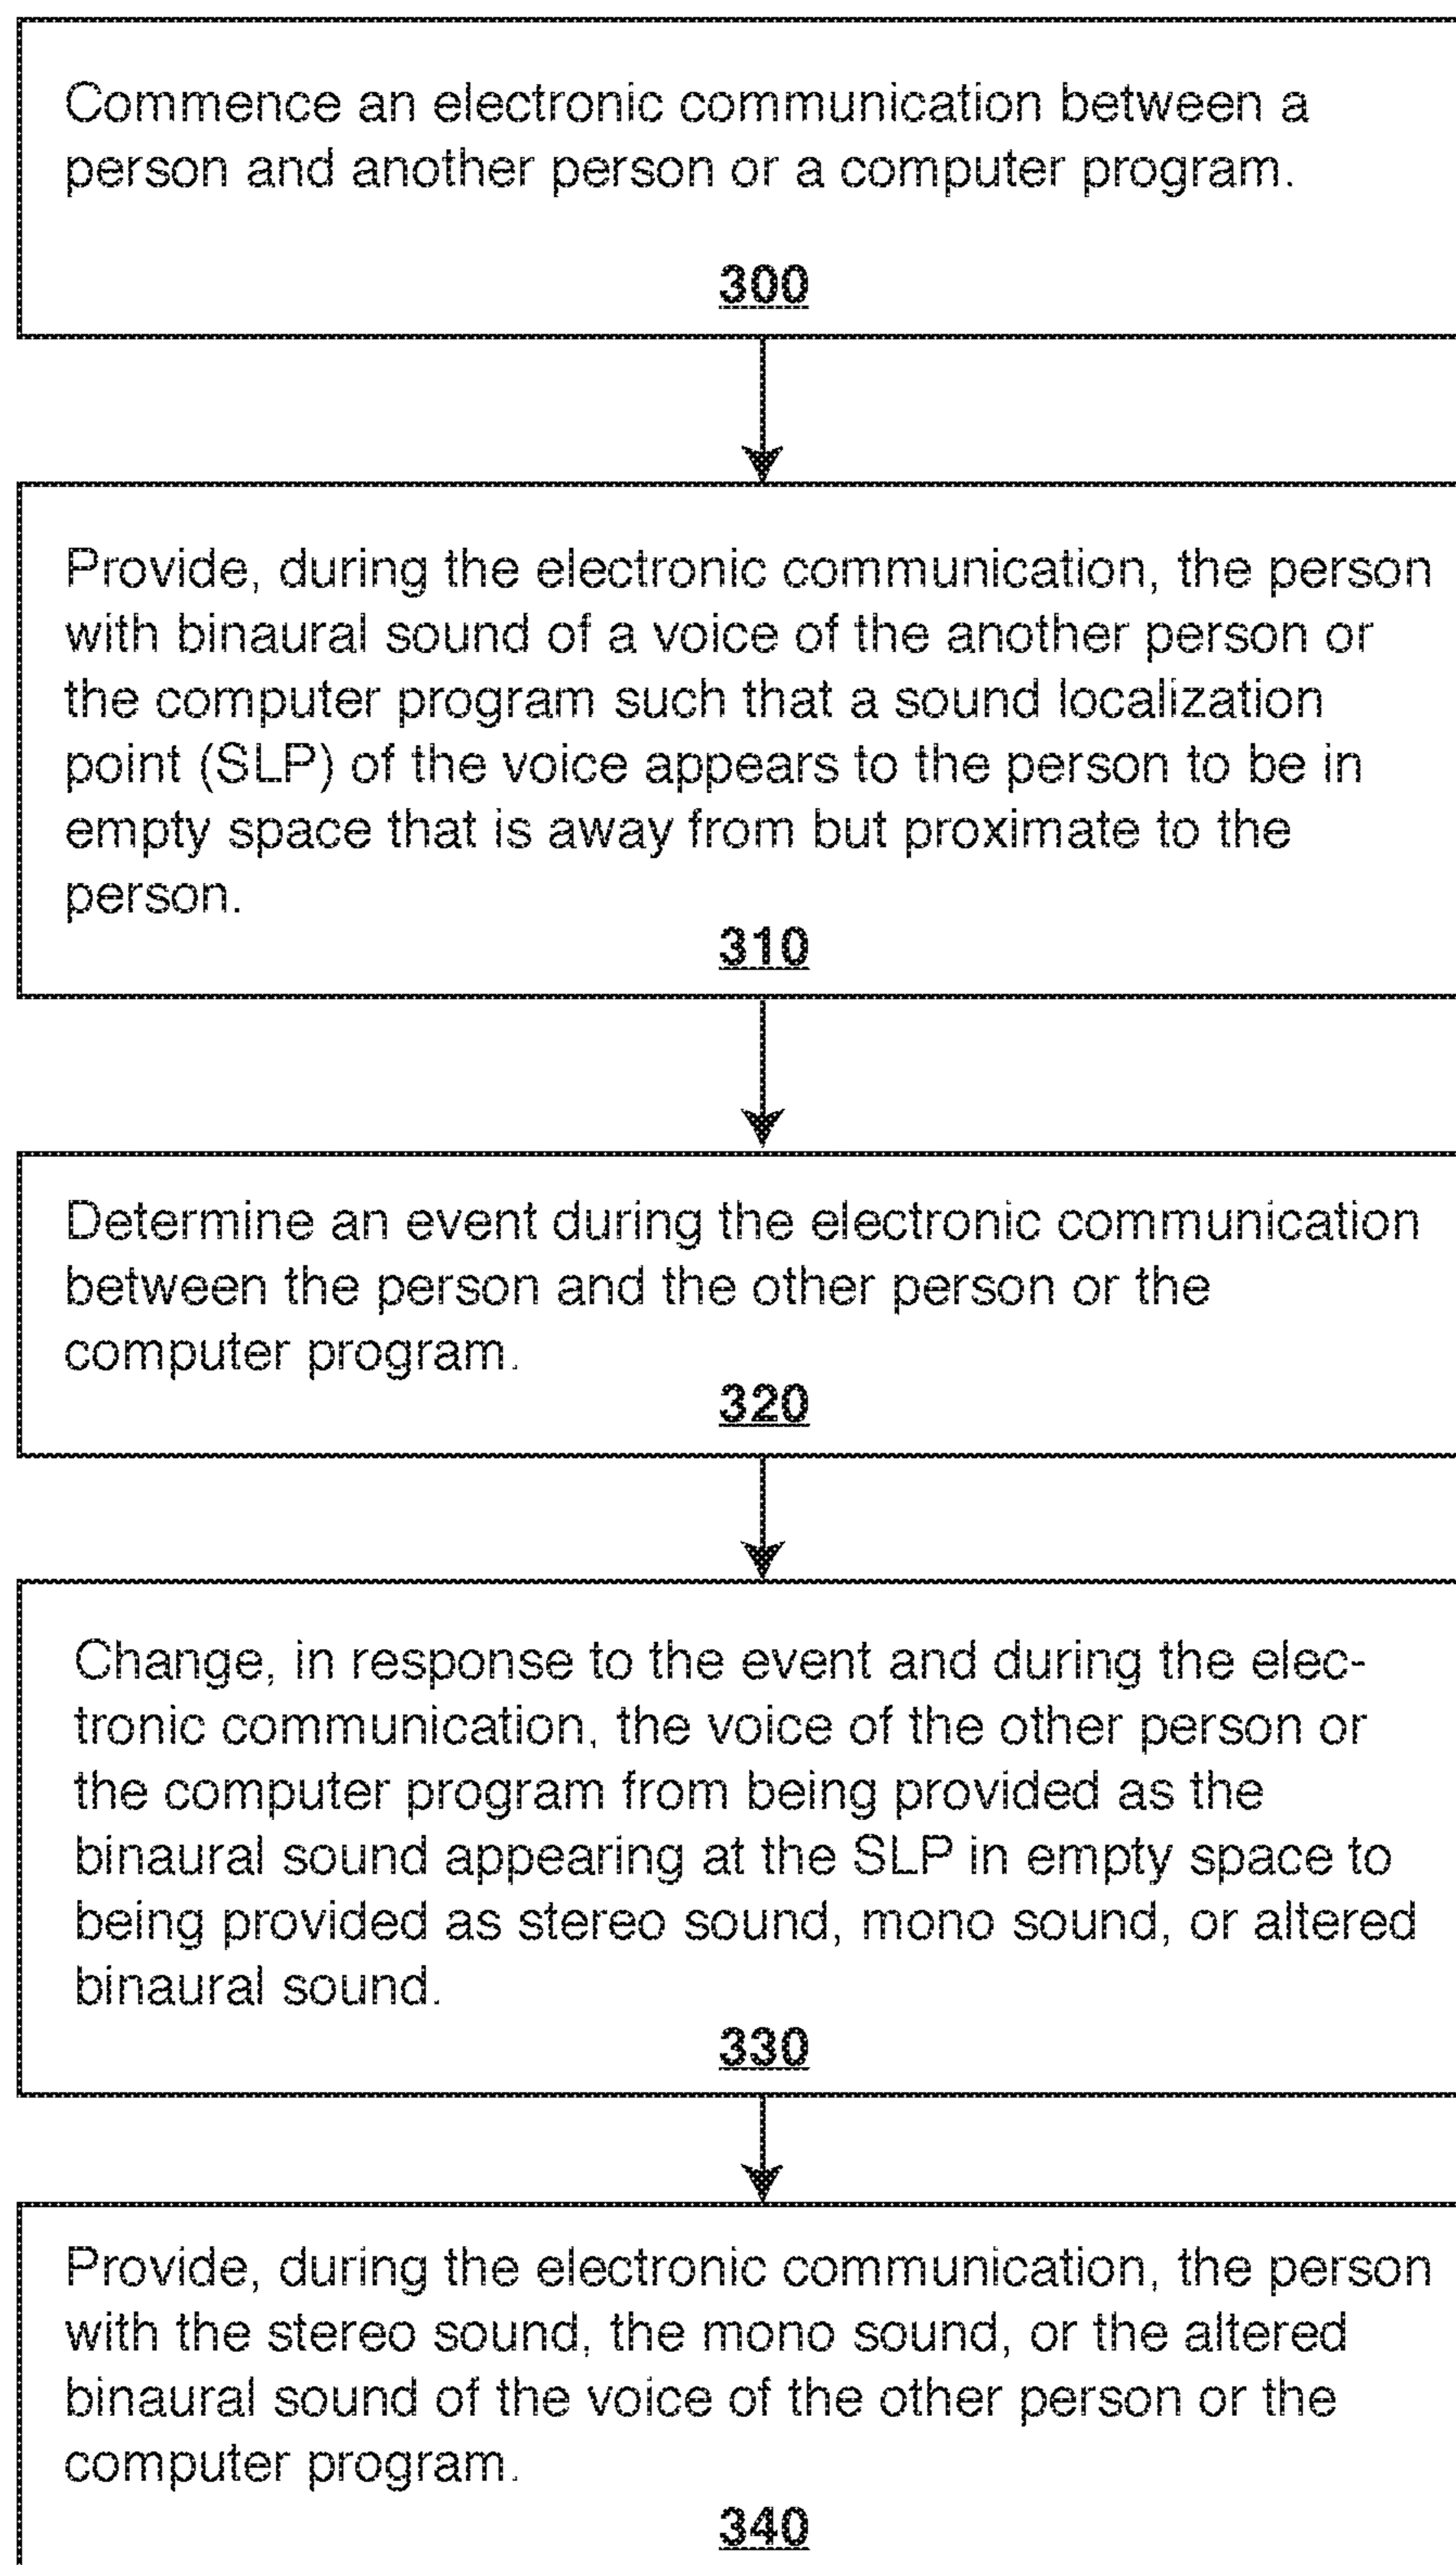 Commence an electronic communication between a
person and another person or a computer program.
300
Provide, during the electronic communication, the person
with binaural sound of a voice of the another person or
the computer program such that a sound localization
point (SLP) of the voice appears to the person to be in
empty space that is away from but proximate to the
person.
310
Determine an event during the electronic communication
between the person and the other person or the
computer program.
320
Change, in response to the event and during the elec-
tronic communication, the voice of the other person or
the computer program from being provided as the
binaural sound appearing at the SLP in empty space to
being provided as stereo sound, mono sound, or altered
binaural sound.
330
Provide, during the electronic communication, the person
with the stereo sound, the mono sound, or the altered
binaural sound of the voice of the other person or the
computer program.
340